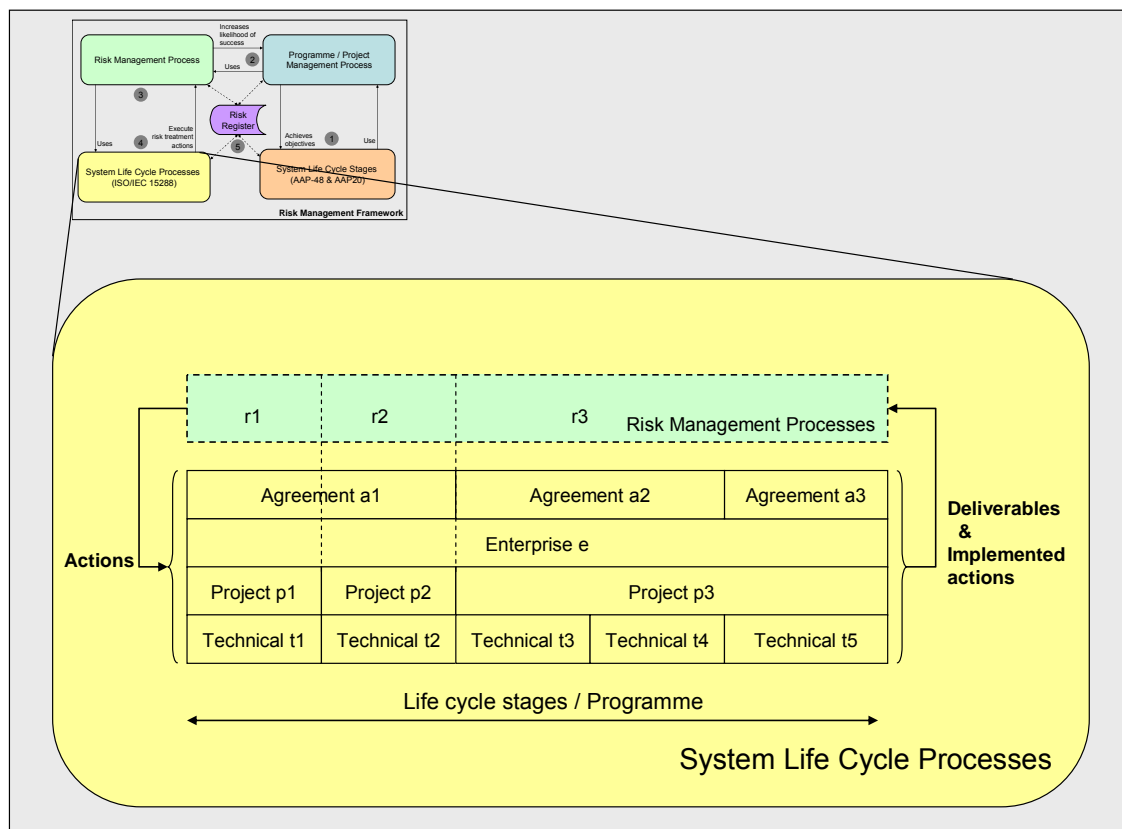 Increases
likelihood of
success
Risk Management Process
2
Programme / Project
Management Process
Uses
3
Risk
Register
Execute
risk treatment
actions
Uses
4
5
Achieves
objectives
1
Use
System Life Cycle Processes
(ISO/IEC 15288)
System Life Cycle Stages
(AAP-48 & AAP20)
Risk Management Framework
r1
r2
r3
Risk Management Processes
Agreement a1
Agreement a2
Agreement a3
Enterprise e
Project p1
Project p2
Project p3
Technical t1
Technical t2
Technical t3
Technical t4
Technical t5
Actions
Deliverables
&
Implemented
actions
Life cycle stages / Programme
System Life Cycle Processes